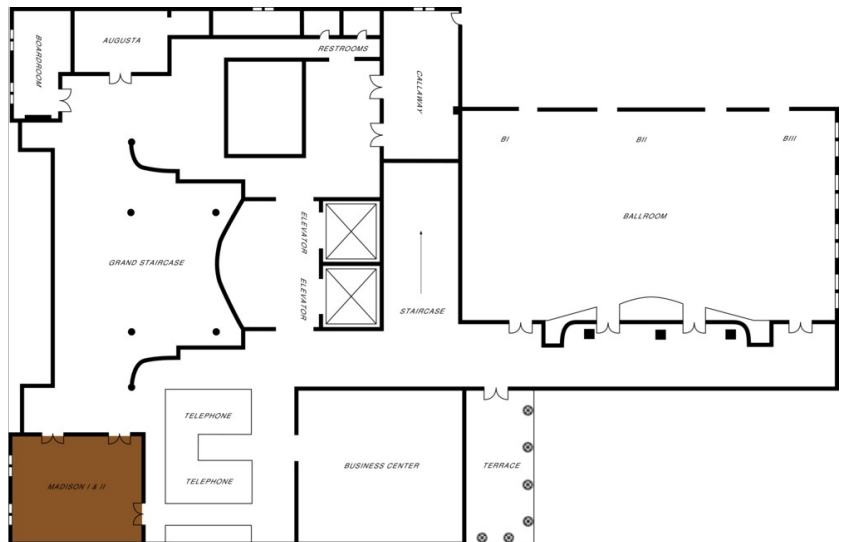 BOARDROOM
AUGUSTA
RESTROOMS
CALLAWAY
BI
BII
BIII
BALLROOM
ELEVATOR
ELEVATOR
GRAND STAIRCASE
STAIRCASE
TELEPHONE
TELEPHONE
MADISON I & II
BUSINESS CENTER
TERRACE